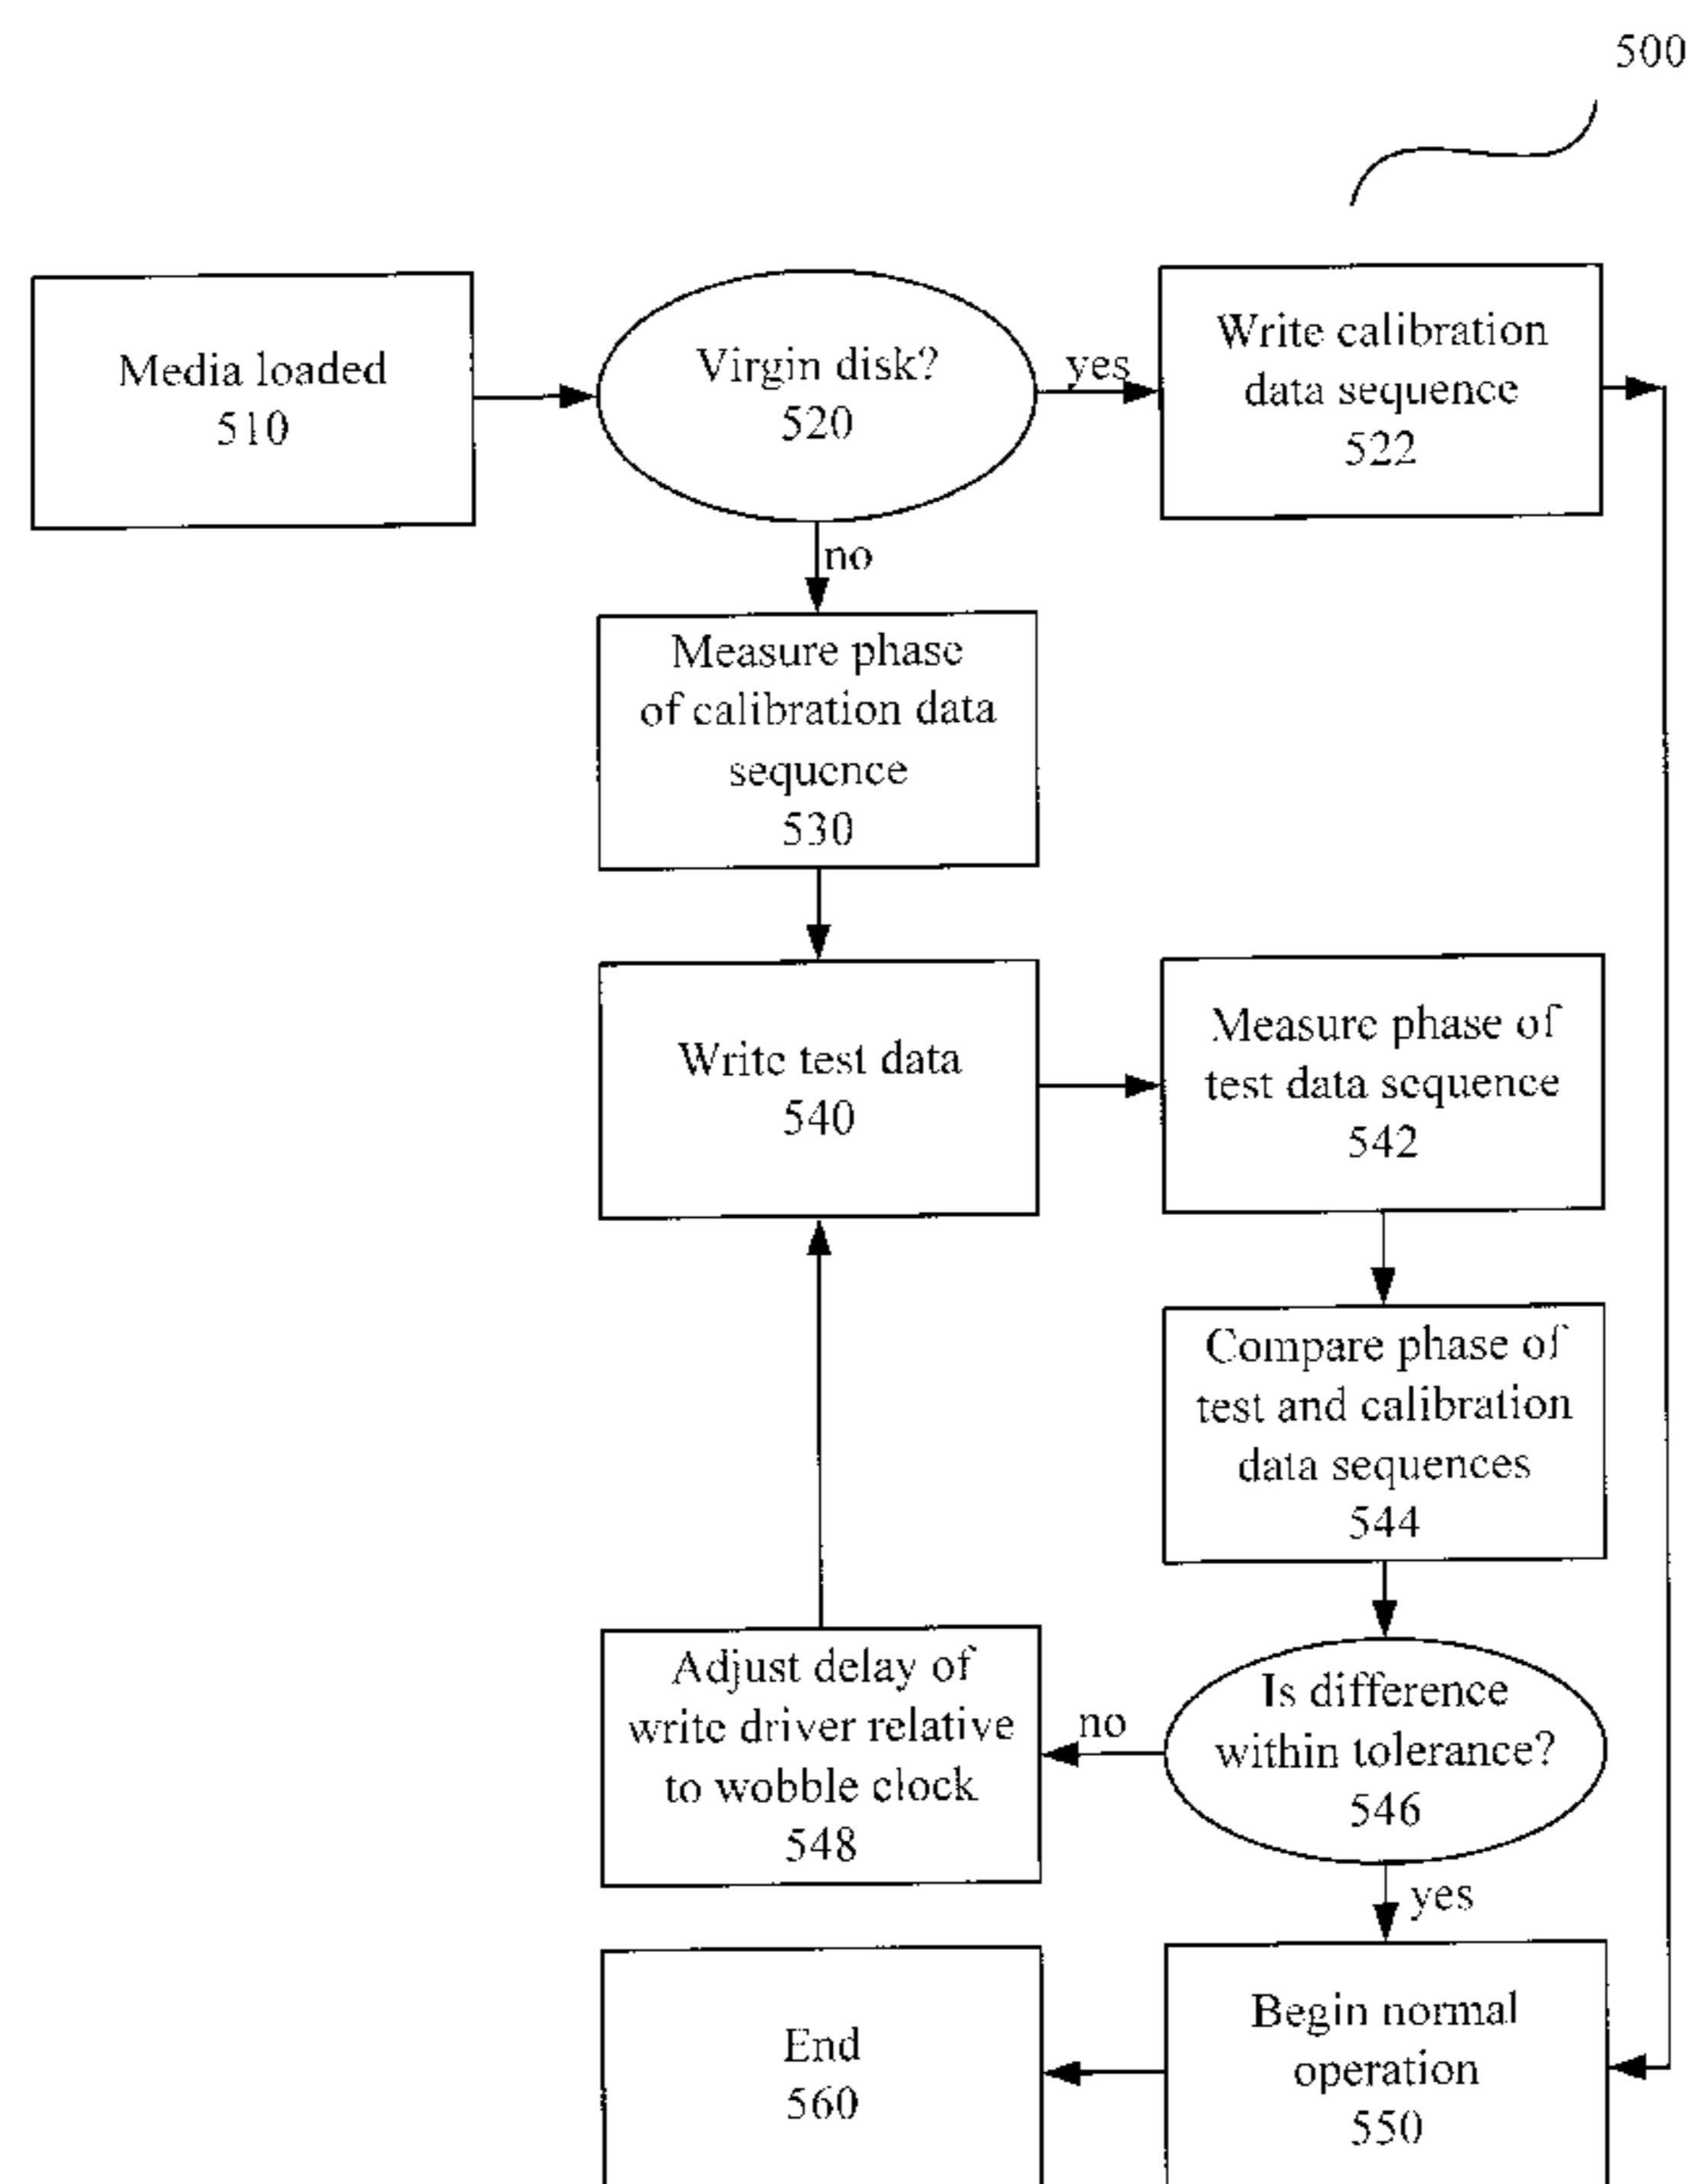 500
Media loaded
510
Virgin disk?
520
yes
Write calibration
data sequence
522
no
Measure phase
of calibration data
sequence
530
Write test data
540
Measure phase of
test data sequence
542
Compare phase of
test and calibration
data sequences
544
Adjust delay of
write driver relative
to wobble clock
548
no
Is difference
within tolerance?
546
yes
End
560
Begin normal
operation
550